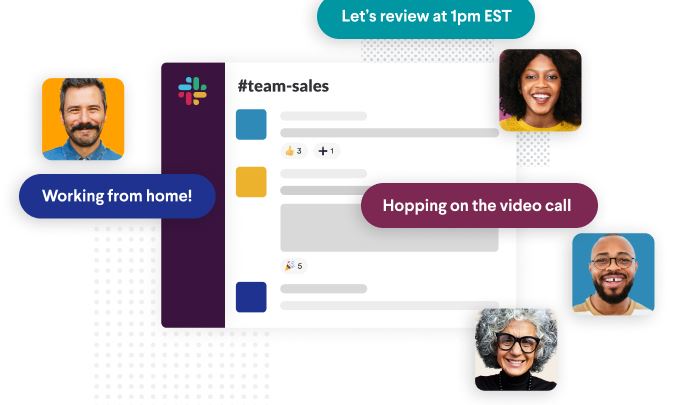 Let's review at 1pm EST
#team-sales
3
1
Working from home!
Hopping on the video call
5